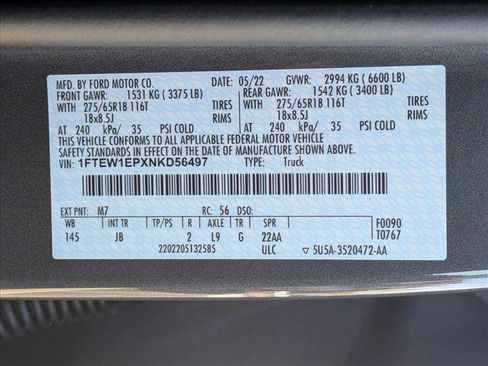 MFD. BY FORD MOTOR CO. 05/22 GVWR: 2994 KG ( 6600 LB)
FRONT GAWR: 1531 KG ( 3375 LB) REAR GAWR: 1542 KG ( 3400 LB)
275/65R18 116T TIRES 275/65R18 116T TIRES
18x8.5J RIMS 18x8.5J RIMS
AT 240 kPa/ 35 PSI COLD AT 240 kPa/ 35 PSI COLD
THIS VEHICLE CONFORMS TO ALL APPLICABLE FEDERAL MOTOR VEHICLE
SAFETY STANDARDS IN EFFECT ON THE DATE OF MANUFACTURE SHOWN ABOVE.
VIN: 1FTEW1EPXNKD56497 TYPE: Truck
EXT PNT: M7 RC: 56 DSO:
WB INT TR TP/PS R AXLE TR SPR F0090
145 JB 2 L9 G 22AA T0767
2202205132585 ULC ▽ 5U5A-3520472-AA